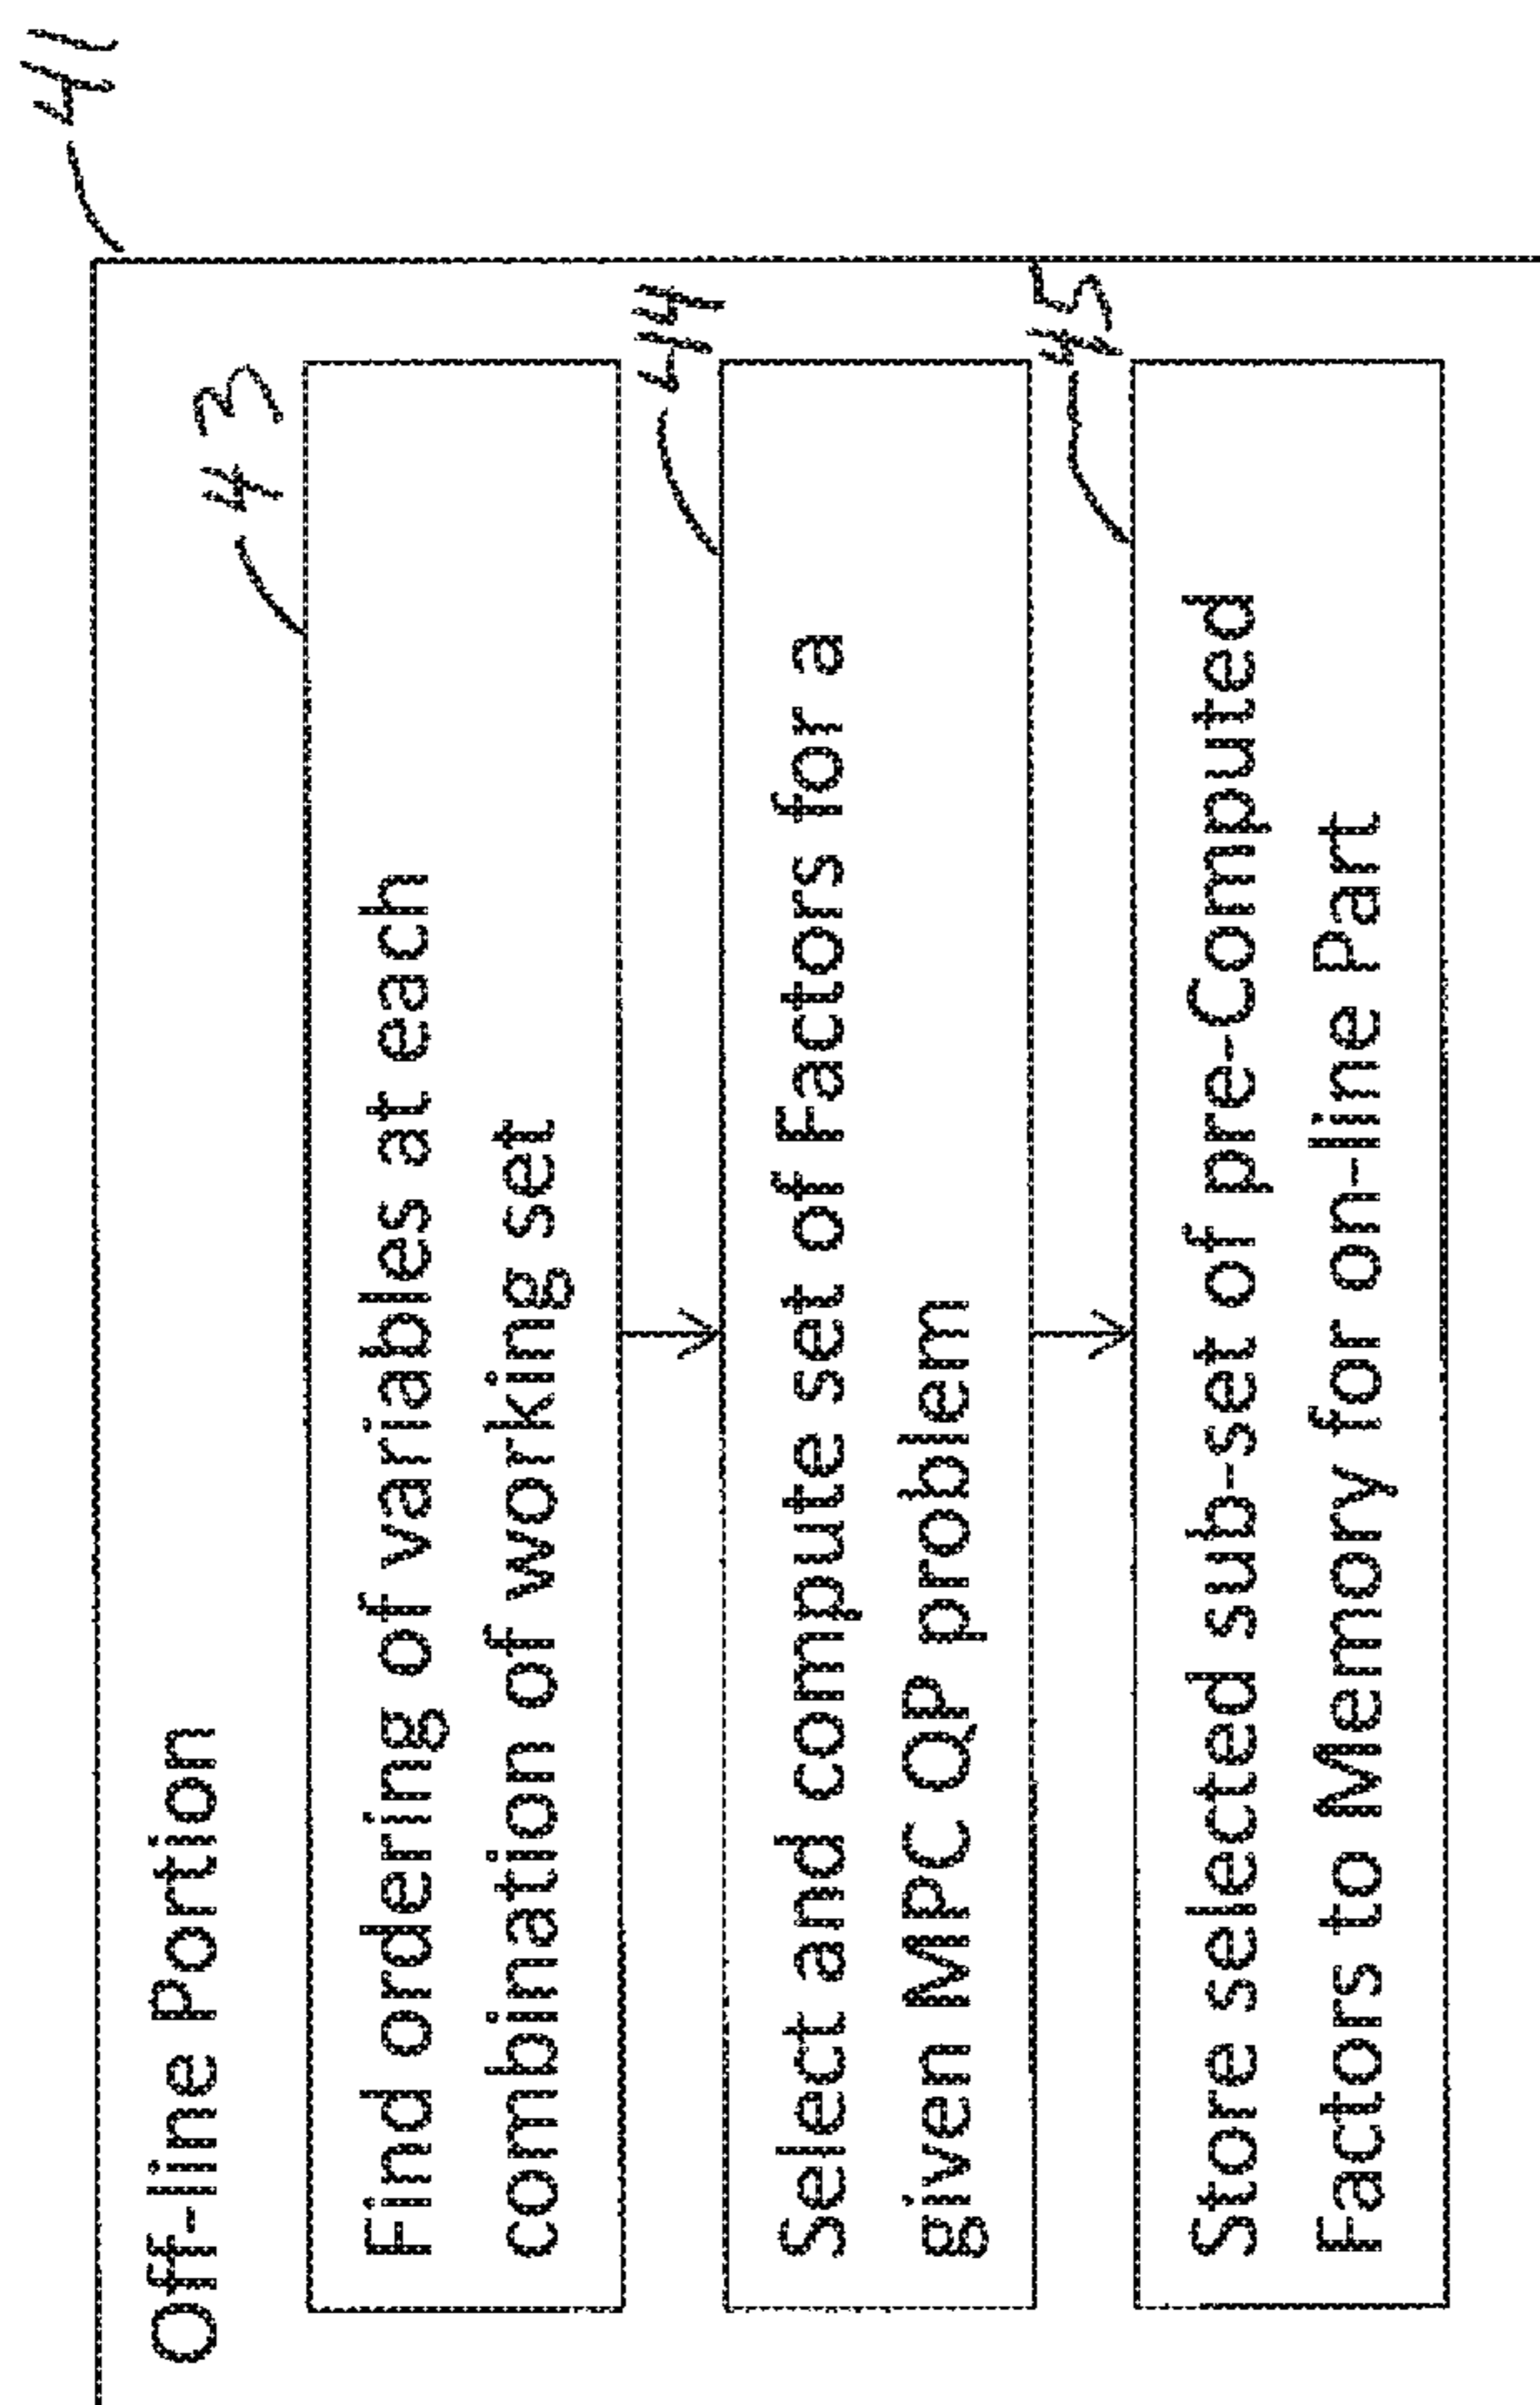 41
Off-line Portion
43
Find ordering of variables at each
combination of working set
44
Select and compute set of Factors for a
given MPC QP problem
45
Store selected sub-set of pre-Computed
Factors to Memory for on-line Part